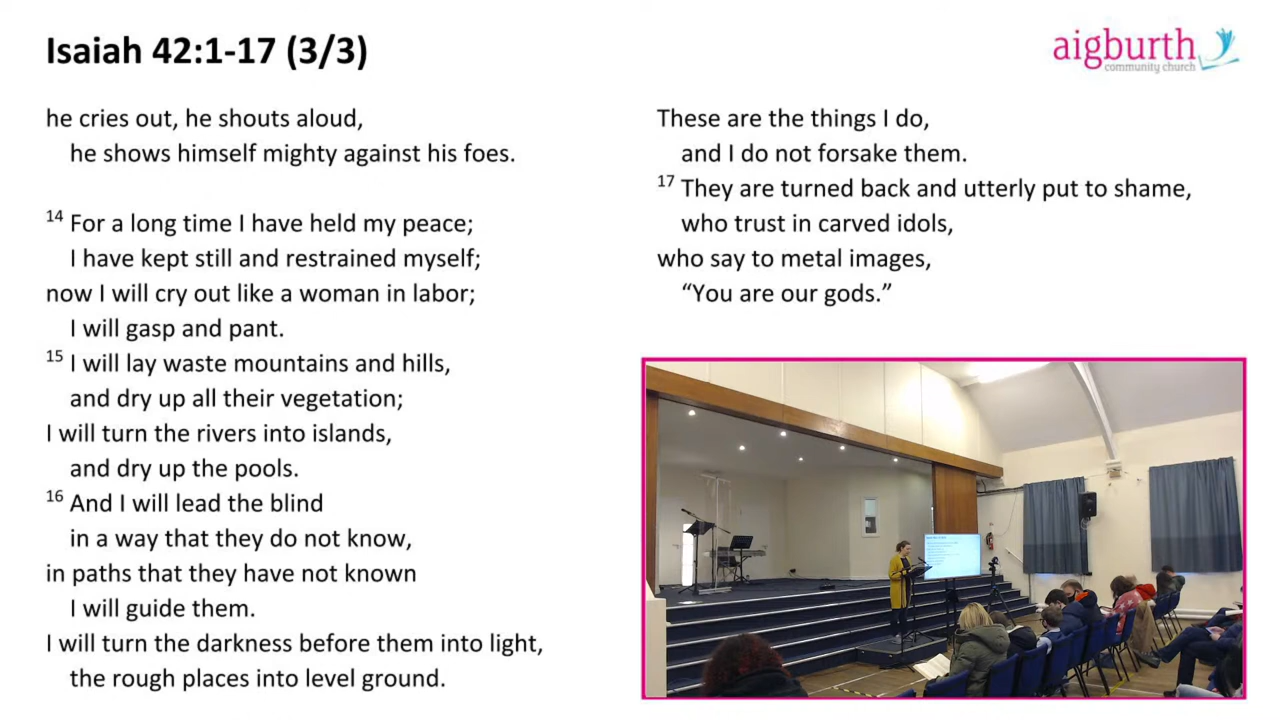 Isaiah 42:1-17 (3/3)
aigburth
community church
he cries out, he shouts aloud,
he shows himself mighty against his foes.
14 For a long time I have held my peace;
I have kept still and restrained myself;
now I will cry out like a woman in labor;
I will gasp and pant.
15 I will lay waste mountains and hills,
and dry up all their vegetation;
I will turn the rivers into islands,
and dry up the pools.
16 And I will lead the blind
in a way that they do not know,
in paths that they have not known
I will guide them.
I will turn the darkness before them into light,
the rough places into level ground.
These are the things I do,
and I do not forsake them.
17 They are turned back and utterly put to shame,
who trust in carved idols,
who say to metal images,
“You are our gods.”